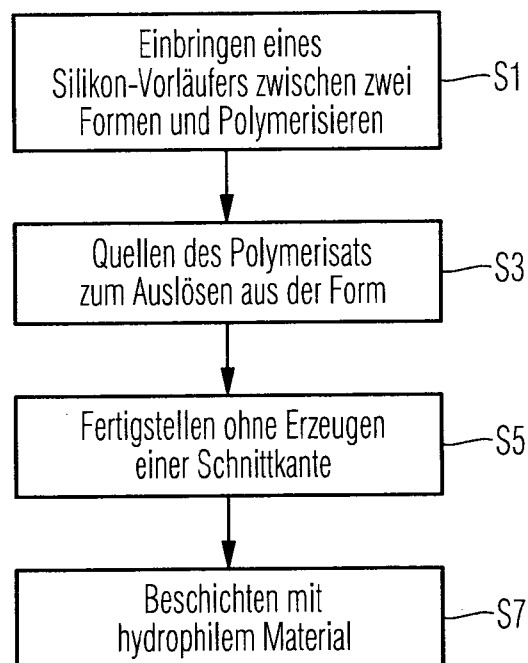 Einbringen eines
Silikon-Vorläufers zwischen zwei
Formen und Polymerisieren
S1
Quellen des Polymerisats
zum Auslösen aus der Form
S3
Fertigstellen ohne Erzeugen
einer Schnittkante
S5
Beschichten mit
hydrophilem Material
S7